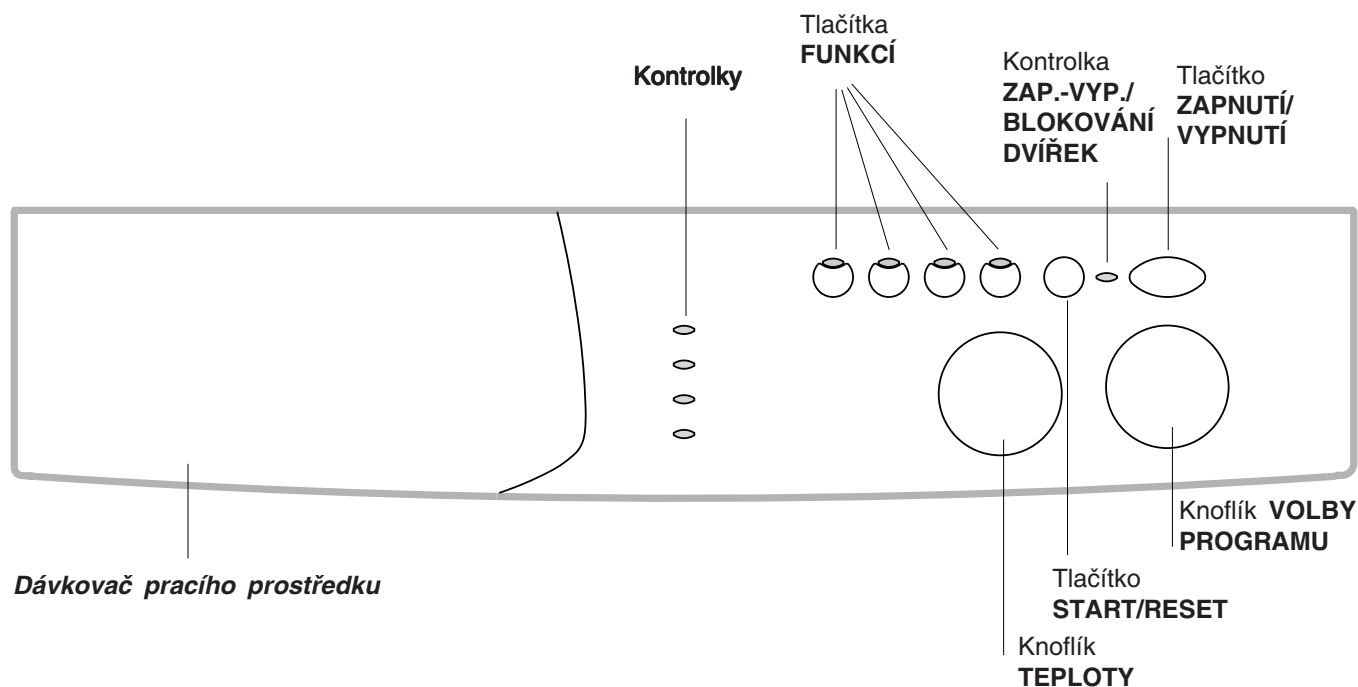 Tlačítka
FUNKCÍ
Kontrolky
Kontrolka
ZAP.-VYP./
BLOKOVÁNÍ
DVÍŘEK
Tlačítko
ZAPNUTÍ/
VYPNUTÍ
Dávkovač pracího prostředku
Knoflík VOLBY
PROGRAMU
Tlačítko
START/RESET
Knoflík
TEPLOTY